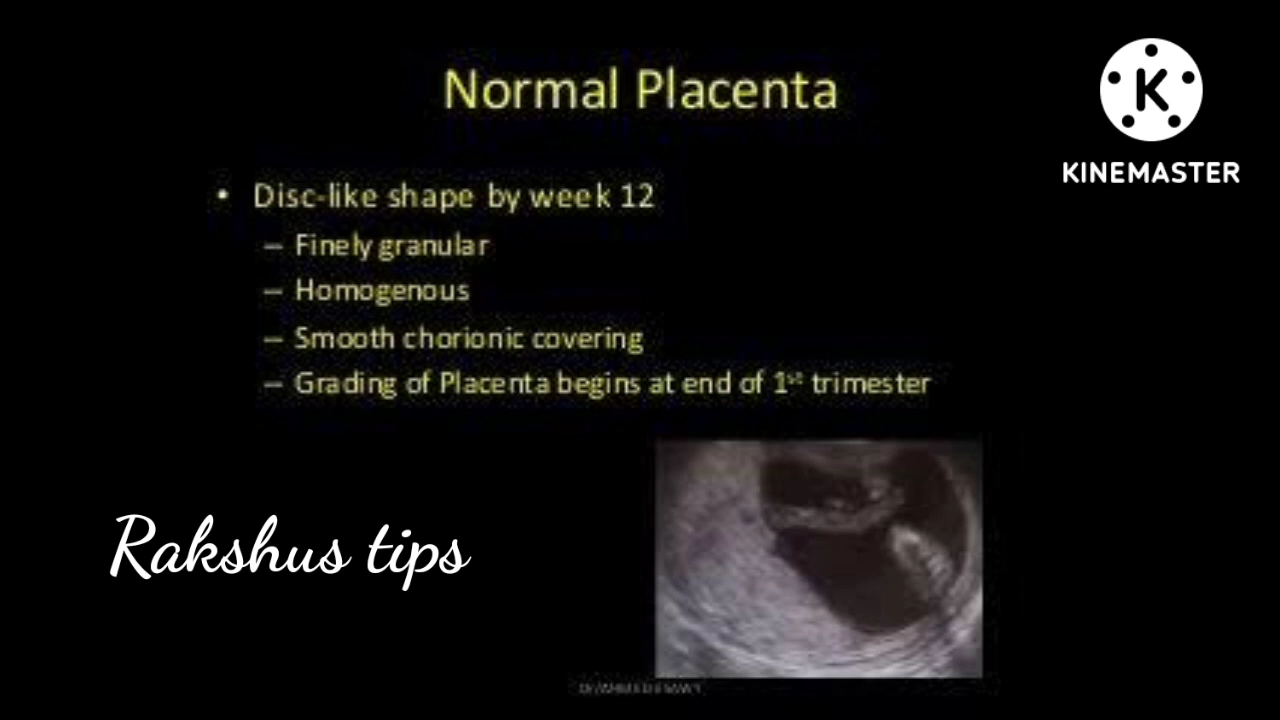 Normal Placenta
KINEMASTER
• Disc-like shape by week 12
– Finely granular
– Homogenous
– Smooth chorionic covering
– Grading of Placenta begins at end of 1st trimester
Rakshus tips